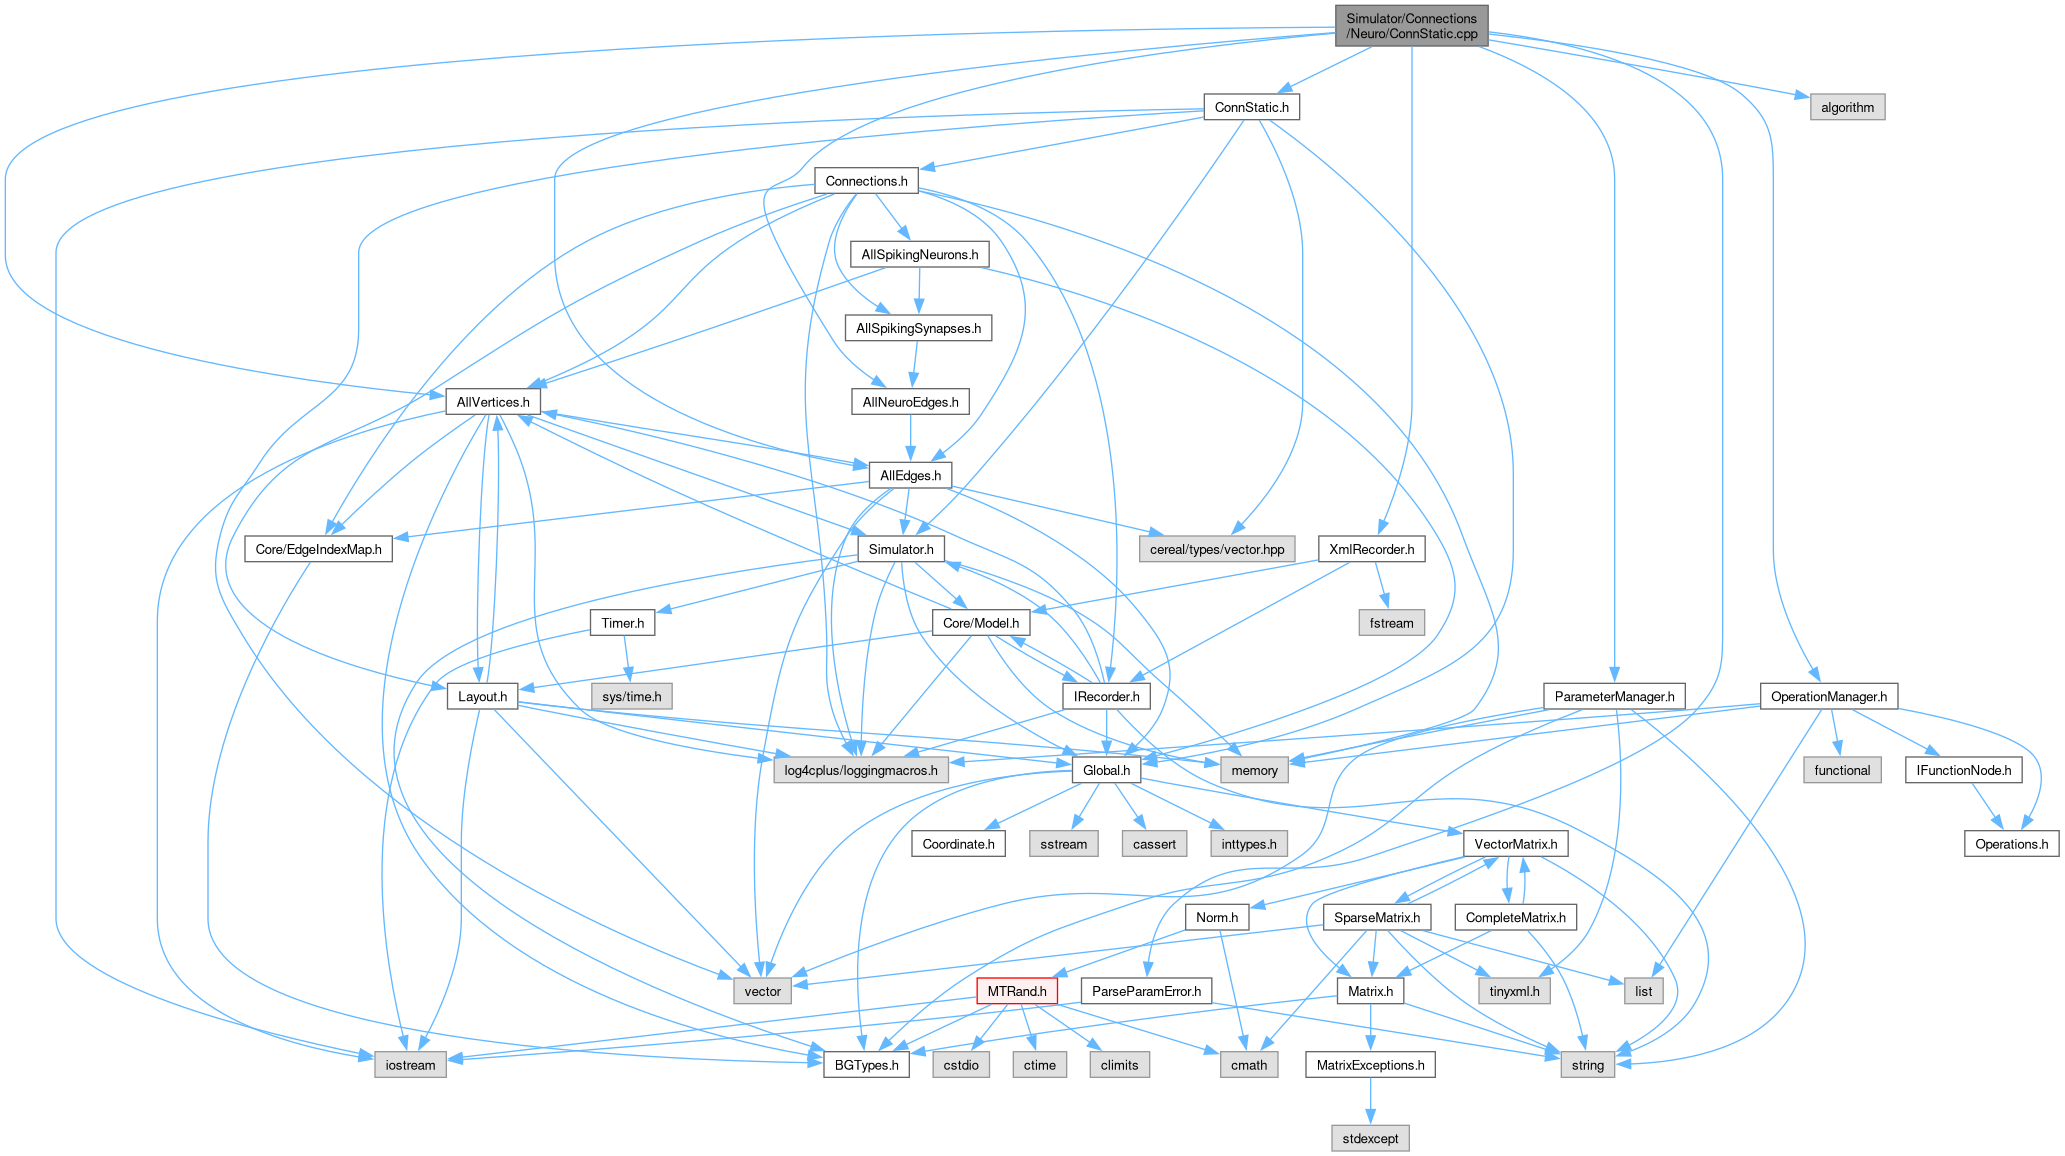 Simulator/Connections
/Neuro/ConnStatic.cpp
ConnStatic.h
algorithm
Connections.h
AllSpikingNeurons.h
AllSpikingSynapses.h
AllVertices.h
AllNeuroEdges.h
AllEdges.h
Core/EdgeIndexMap.h
Simulator.h
cereal/types/vector.hpp
XmlRecorder.h
Timer.h
Core/Model.h
fstream
Layout.h
sys/time.h
IRecorder.h
ParameterManager.h
OperationManager.h
log4cplus/loggingmacros.h
Global.h
memory
functional
IFunctionNode.h
Coordinate.h
sstream
cassert
inttypes.h
VectorMatrix.h
Operations.h
Norm.h
SparseMatrix.h
CompleteMatrix.h
vector
MTRand.h
ParseParamError.h
Matrix.h
tinyxml.h
list
iostream
BGTypes.h
cstdio
ctime
climits
cmath
MatrixExceptions.h
string
stdexcept